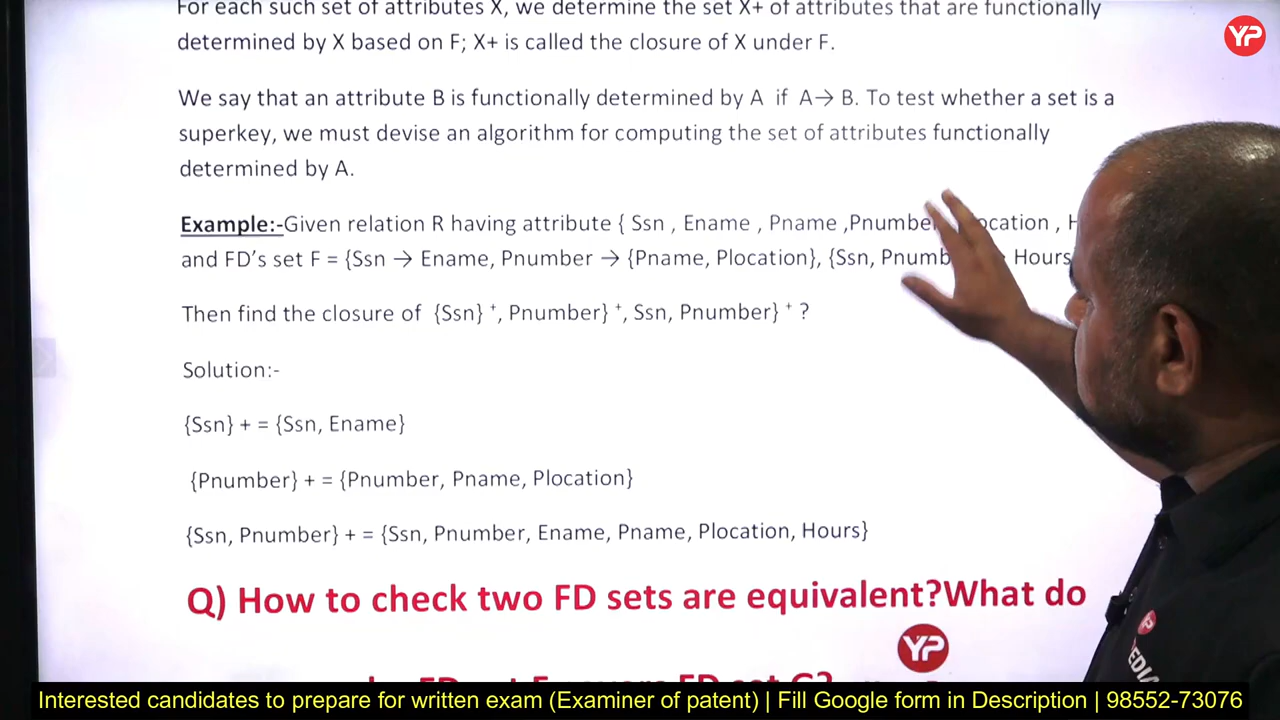 For each such set of attributes X, we determine the set X+ of attributes that are functionally
YP
determined by X based on F; X+ is called the closure of X under F.
We say that an attribute B is functionally determined by A if A→ B. To test whether a set is a
superkey, we must devise an algorithm for computing the set of attributes functionally
determined by A.
Example:-Given relation R having attribute { Ssn , Ename , Pname ,Pnumbe ocation , H
and FD's set F = {Ssn → Ename, Pnumber → {Pname, Plocation}, {Ssn, Pnumb Hours
Then find the closure of {Ssn} ⁺, Pnumber} ⁺, Ssn, Pnumber} ⁺ ?
Solution:-
{Ssn} + = {Ssn, Ename}
{Pnumber} + = {Pnumber, Pname, Plocation}
{Ssn, Pnumber} + = {Ssn, Pnumber, Ename, Pname, Plocation, Hours}
Q) How to check two FD sets are equivalent?What do
YP
EDIA
Interested candidates to prepare for written exam (Examiner of patent) | Fill Google form in Description | 98552-73076